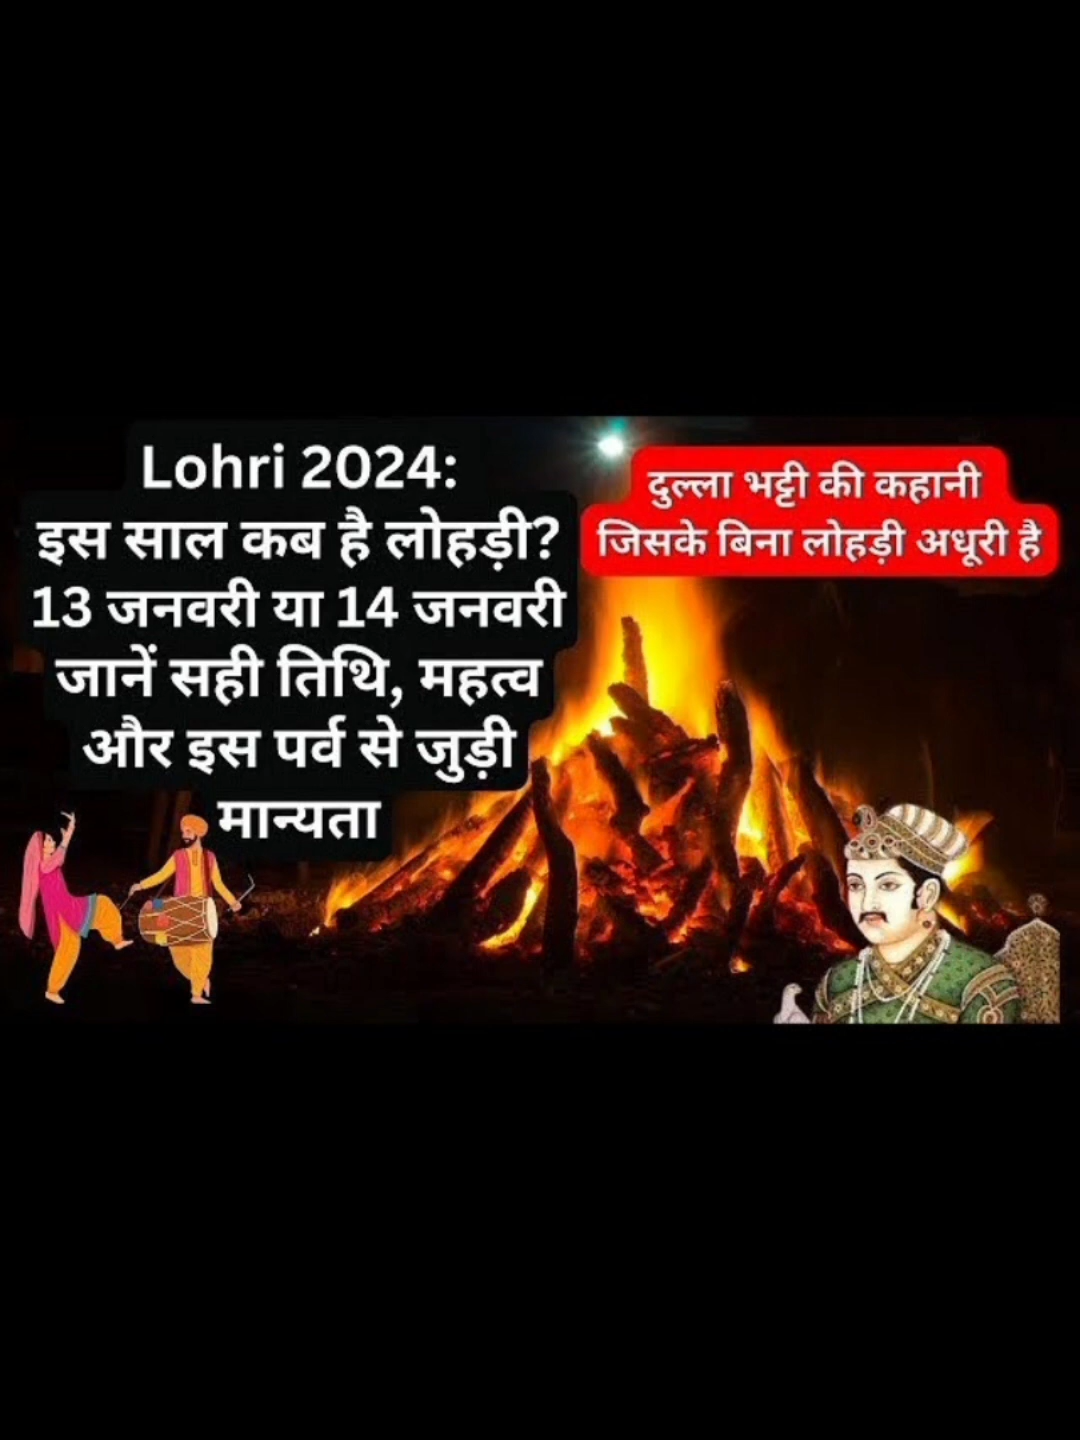 Lohri 2024:
इस साल कब है लोहड़ी?
13 जनवरी या 14 जनवरी
जानें सही तिथि, महत्व
और इस पर्व से जुड़ी
मान्यता
दुल्ला भट्टी की कहानी
जिसके बिना लोहड़ी अधूरी है